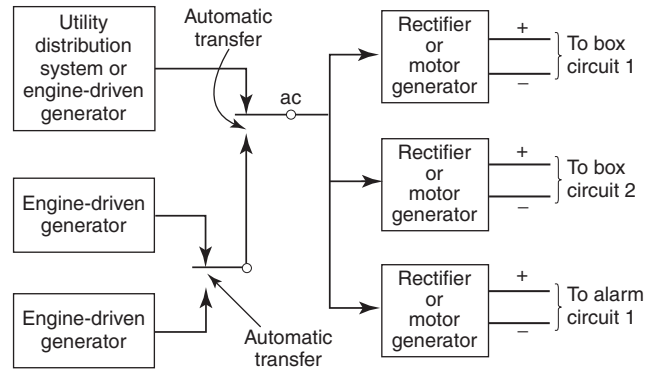 Utility
distribution
system or
engine-driven
generator
Automatic
transfer
ac
Rectifier
or
motor
generator
+
–
To box
circuit 1
Rectifier
or
motor
generator
+
–
To box
circuit 2
Engine-driven
generator
Engine-driven
generator
Automatic
transfer
Rectifier
or
motor
generator
+
–
To alarm
circuit 1